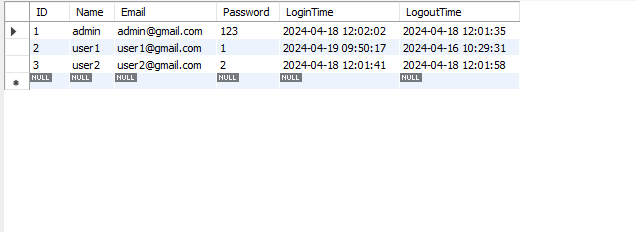 ID Name Email Password LoginTime LogoutTime
1 admin admin@gmail.com 123 2024-04-18 12:02:02 2024-04-18 12:01:35
2 user1 user1@gmail.com 1 2024-04-19 09:50:17 2024-04-16 10:29:31
3 user2 user2@gmail.com 2 2024-04-18 12:01:41 2024-04-18 12:01:58
NULL NULL NULL NULL NULL NULL